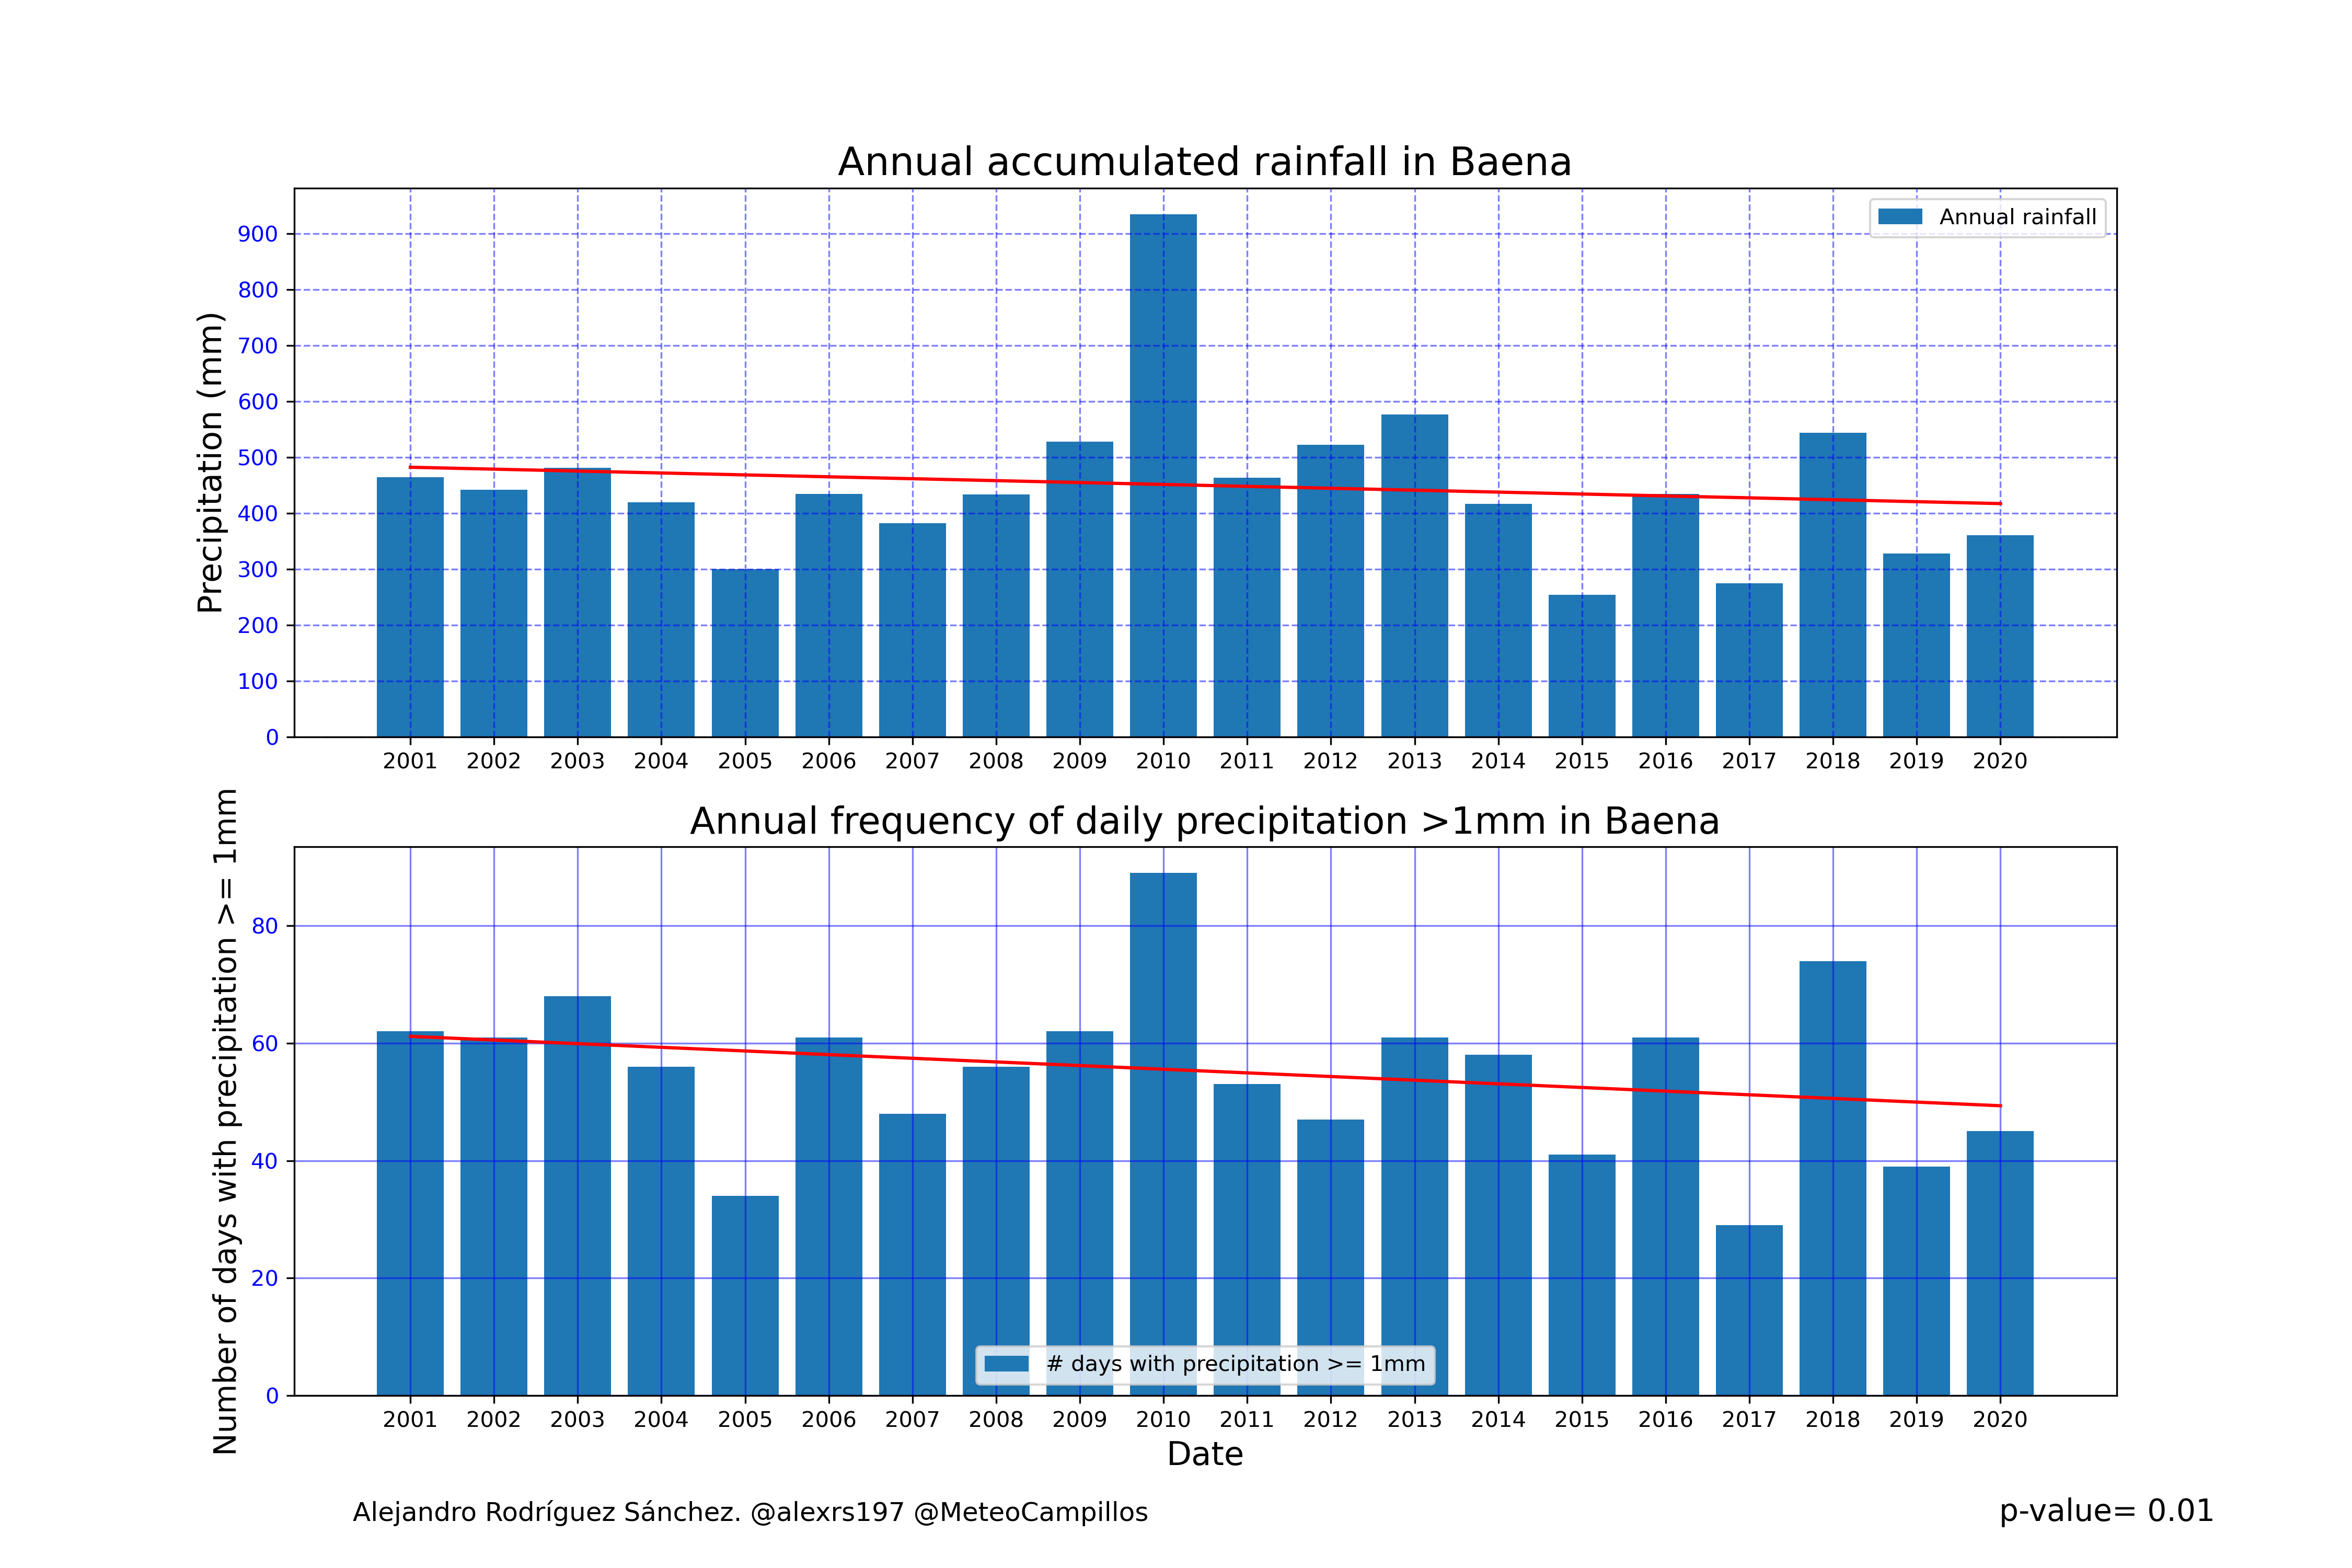 Annual accumulated rainfall in Baena
Precipitation (mm)
900
800
700
600
500
400
300
200
100
0
Annual rainfall
2001 2002 2003 2004 2005 2006 2007 2008 2009 2010 2011 2012 2013 2014 2015 2016 2017 2018 2019 2020
Annual frequency of daily precipitation >1mm in Baena
Number of days with precipitation >= 1mm
80
60
40
20
0
# days with precipitation >= 1mm
2001 2002 2003 2004 2005 2006 2007 2008 2009 2010 2011 2012 2013 2014 2015 2016 2017 2018 2019 2020
Date
Alejandro Rodríguez Sánchez. @alexrs197 @MeteoCampillos
p-value= 0.01